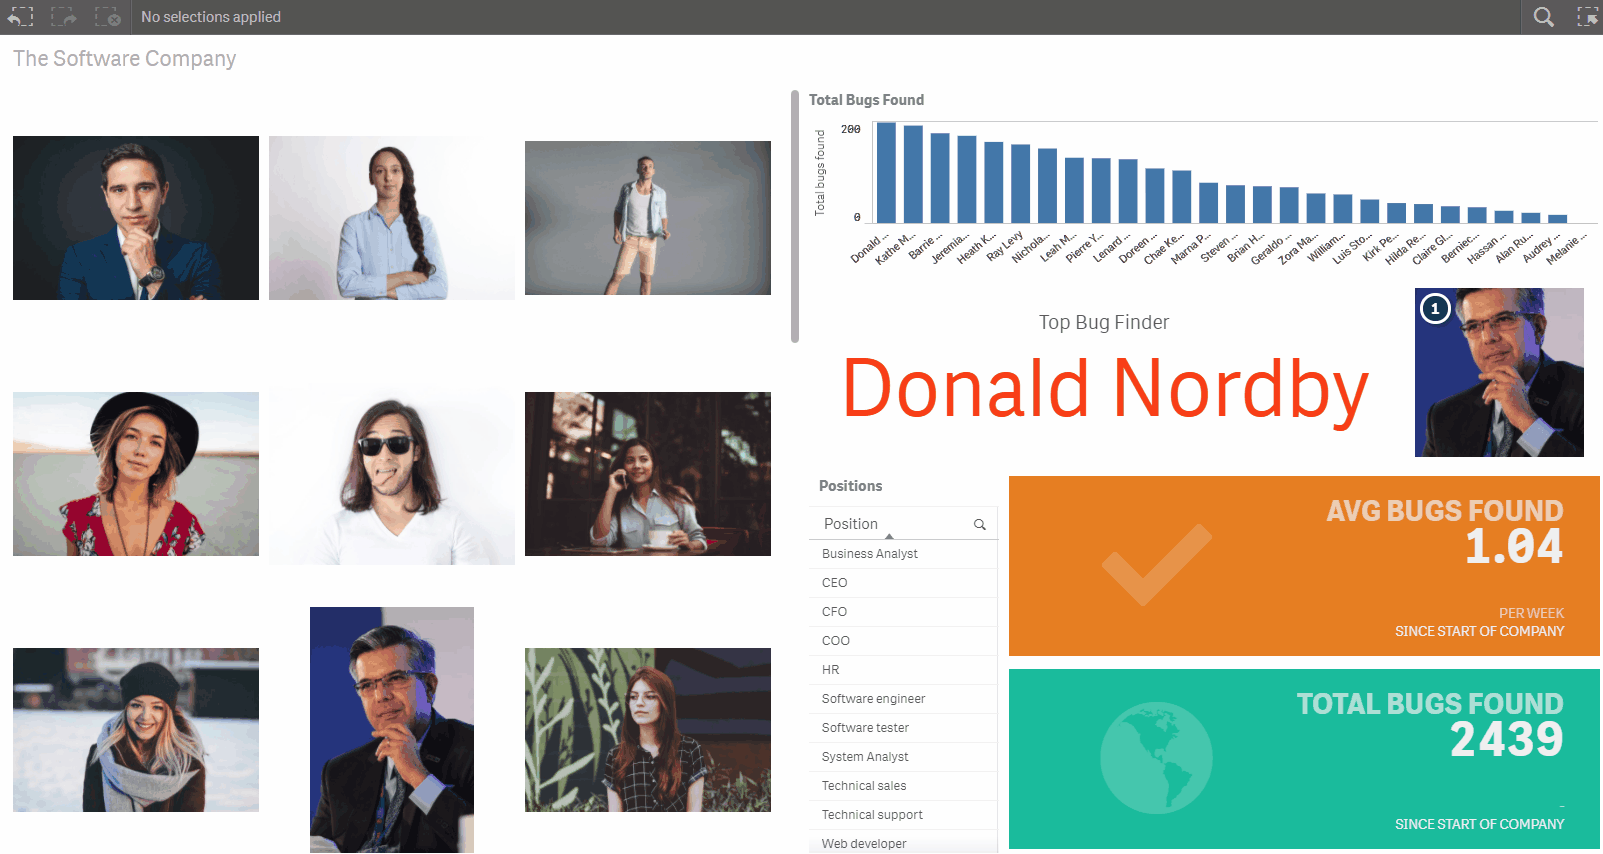 No selections applied
The Software Company
Total Bugs Found
Total bugs found
200
0
Donald ...
Kathe M...
Barrie ...
Jeremia...
Heath K...
Ray Levy
Nichola...
Leah M...
Pierre Y...
Lenard ...
Doreen ...
Chae Ke...
Marna P...
Steven ...
Brian H...
Geraldo ...
Zora Ma...
William...
Luis Sto...
Kirk Pe...
Hilda Re...
Claire Gl...
Berniec...
Hassan ...
Alan Ru...
Audrey ...
Melanie ...
Top Bug Finder
Donald Nordby
1
Positions
Position
Business Analyst
CEO
CFO
COO
HR
Software engineer
Software tester
System Analyst
Technical sales
Technical support
Web developer
AVG BUGS FOUND
1.04
PER WEEK
SINCE START OF COMPANY
TOTAL BUGS FOUND
2439
-
SINCE START OF COMPANY